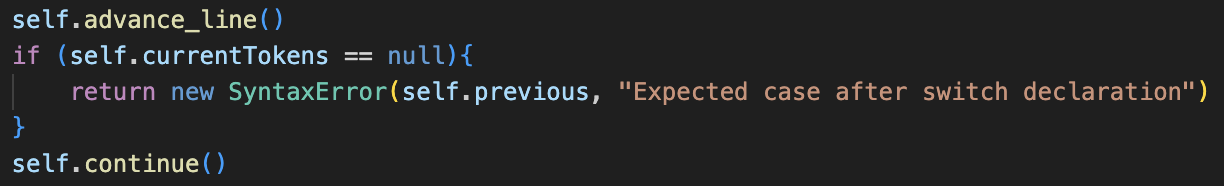 self.advance_line()
if (self.currentTokens == null){
    return new SyntaxError(self.previous, "Expected case after switch declaration")
}
self.continue()